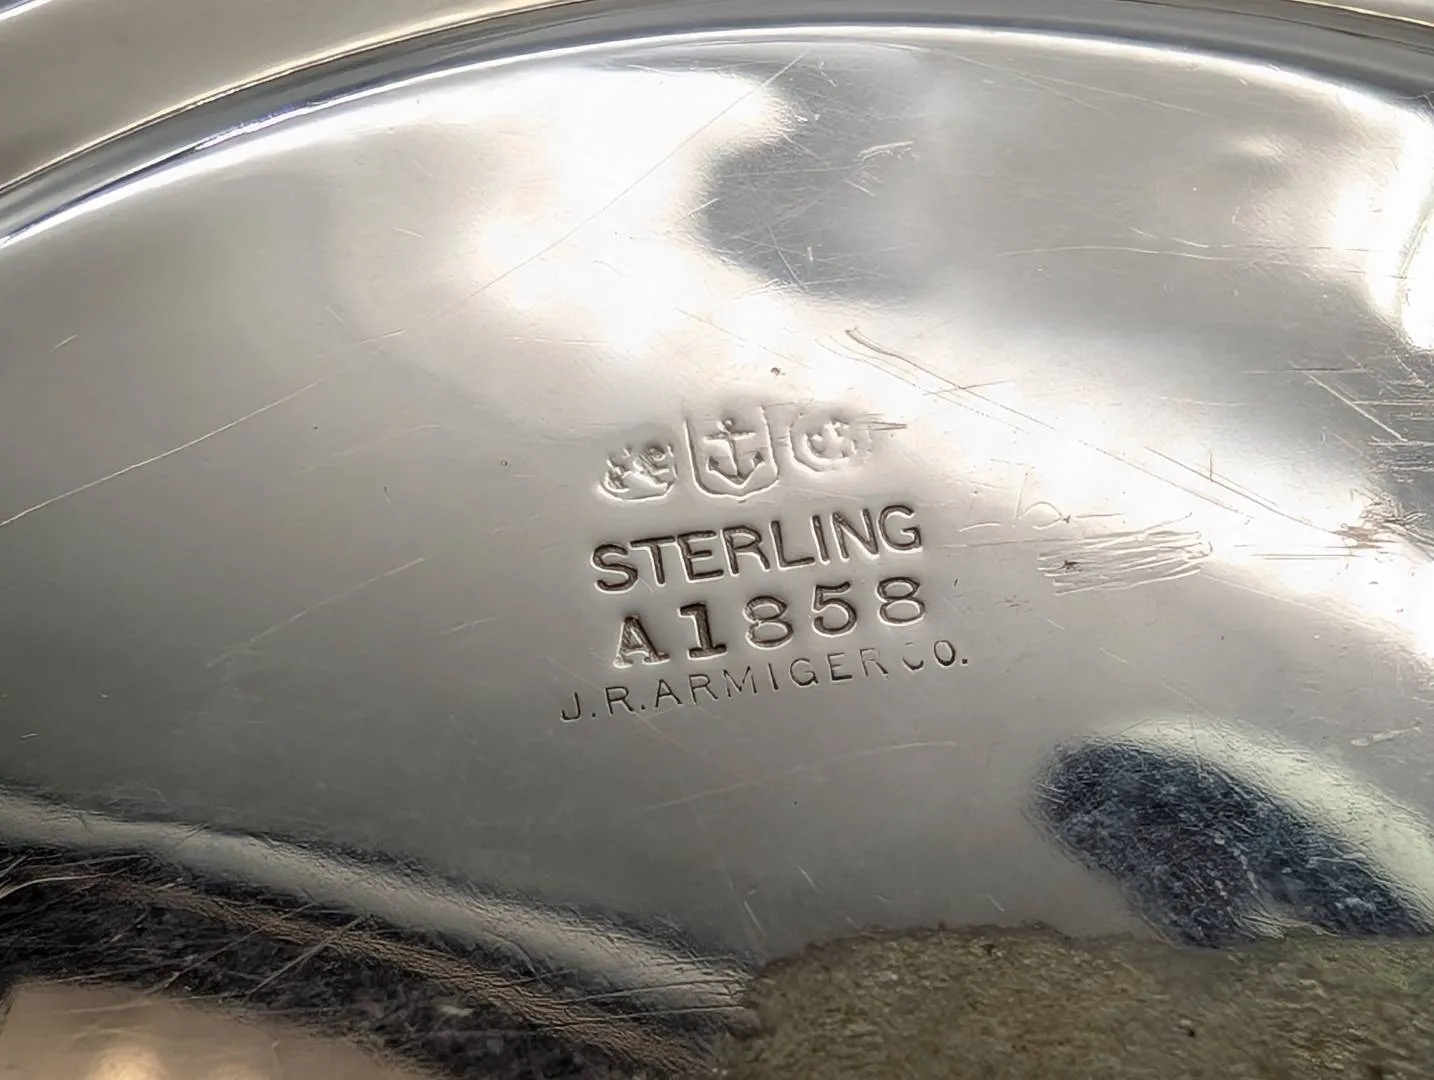 STERLING
A1858
J.R.ARMIGER CO.